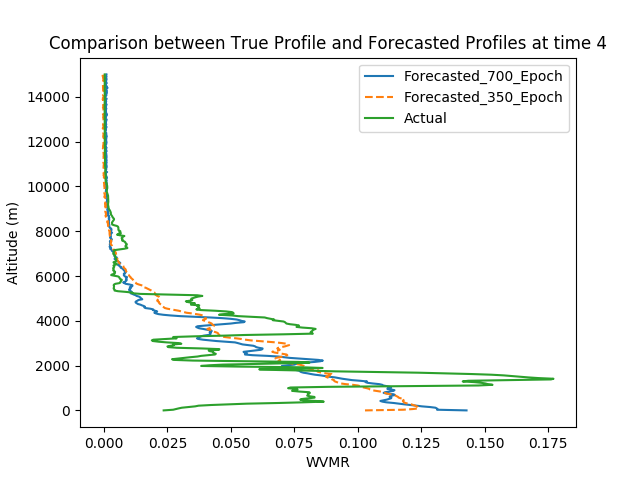 Comparison between True Profile and Forecasted Profiles at time 4
Forecasted_700_Epoch
Forecasted_350_Epoch
Actual
14000
12000
10000
8000
6000
4000
2000
0
Altitude (m)
0.000 0.025 0.050 0.075 0.100 0.125 0.150 0.175
WVMR